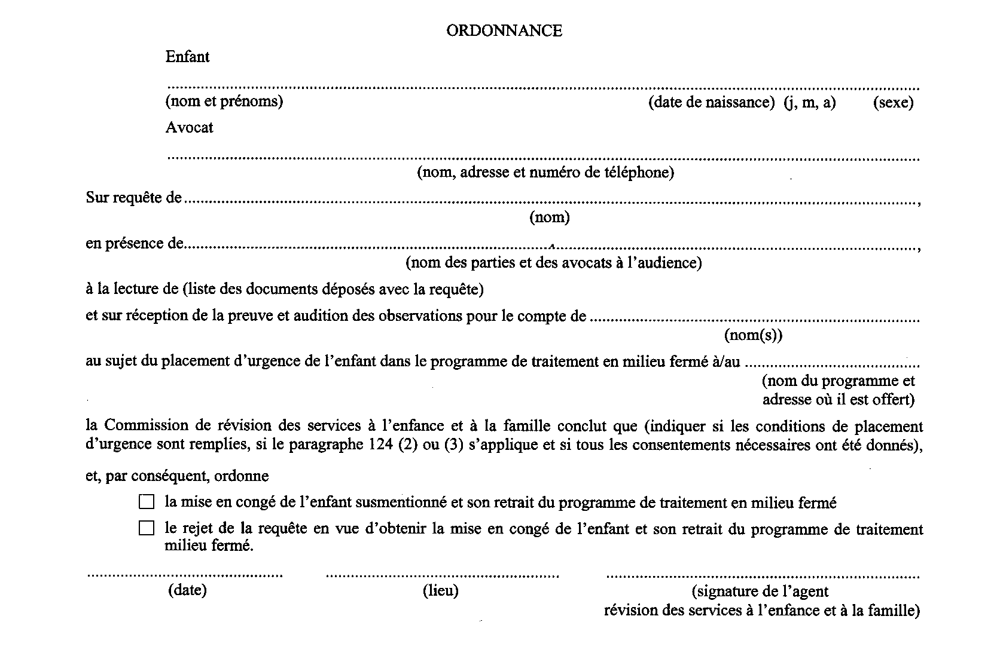 ORDONNANCE
Enfant
..........................................................................................
(nom et prénoms) (date de naissance) (j, m, a) (sexe)
Avocat
..........................................................................................
(nom, adresse et numéro de téléphone)
Sur requête de..........................................................................................,
(nom)
en présence de..........................................................................................,
(nom des parties et des avocats à l'audience)
à la lecture de (liste des documents déposés avec la requête)
et sur réception de la preuve et audition des observations pour le compte de ..............................................
(nom(s))
au sujet du placement d'urgence de l'enfant dans le programme de traitement en milieu fermé à/au ..........................
(nom du programme et
adresse où il est offert)
la Commission de révision des services à l'enfance et à la famille conclut que (indiquer si les conditions de placement
d'urgence sont remplies, si le paragraphe 124 (2) ou (3) s'applique et si tous les consentements nécessaires ont été donnés),
et, par conséquent, ordonne
☐ la mise en congé de l'enfant susmentionné et son retrait du programme de traitement en milieu fermé
☐ le rejet de la requête en vue d'obtenir la mise en congé de l'enfant et son retrait du programme de traitement
milieu fermé.
.............................. .............................. ..............................
(date) (lieu) (signature de l'agent
révision des services à l'enfance et à la famille)